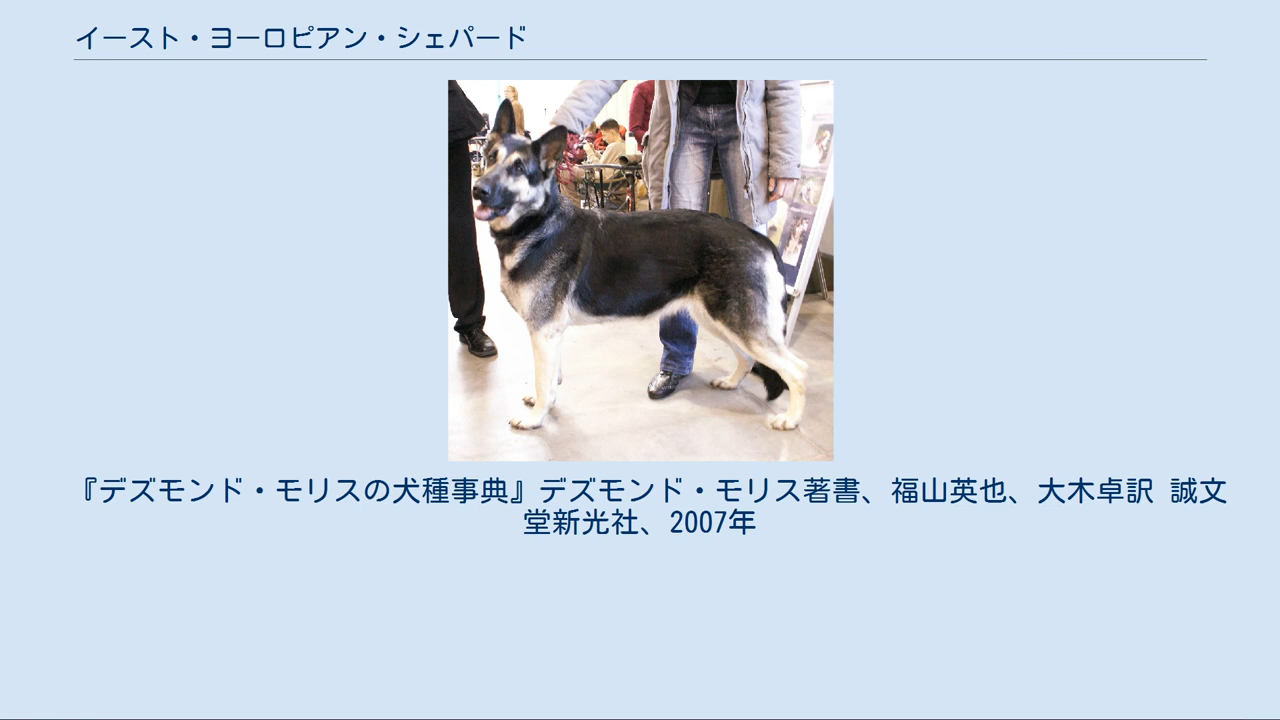 イースト・ヨーロピアン・シェパード
『デズモンド・モリスの犬種事典』デズモンド・モリス著書、福山英也、大木卓訳 誠文
堂新光社、2007年